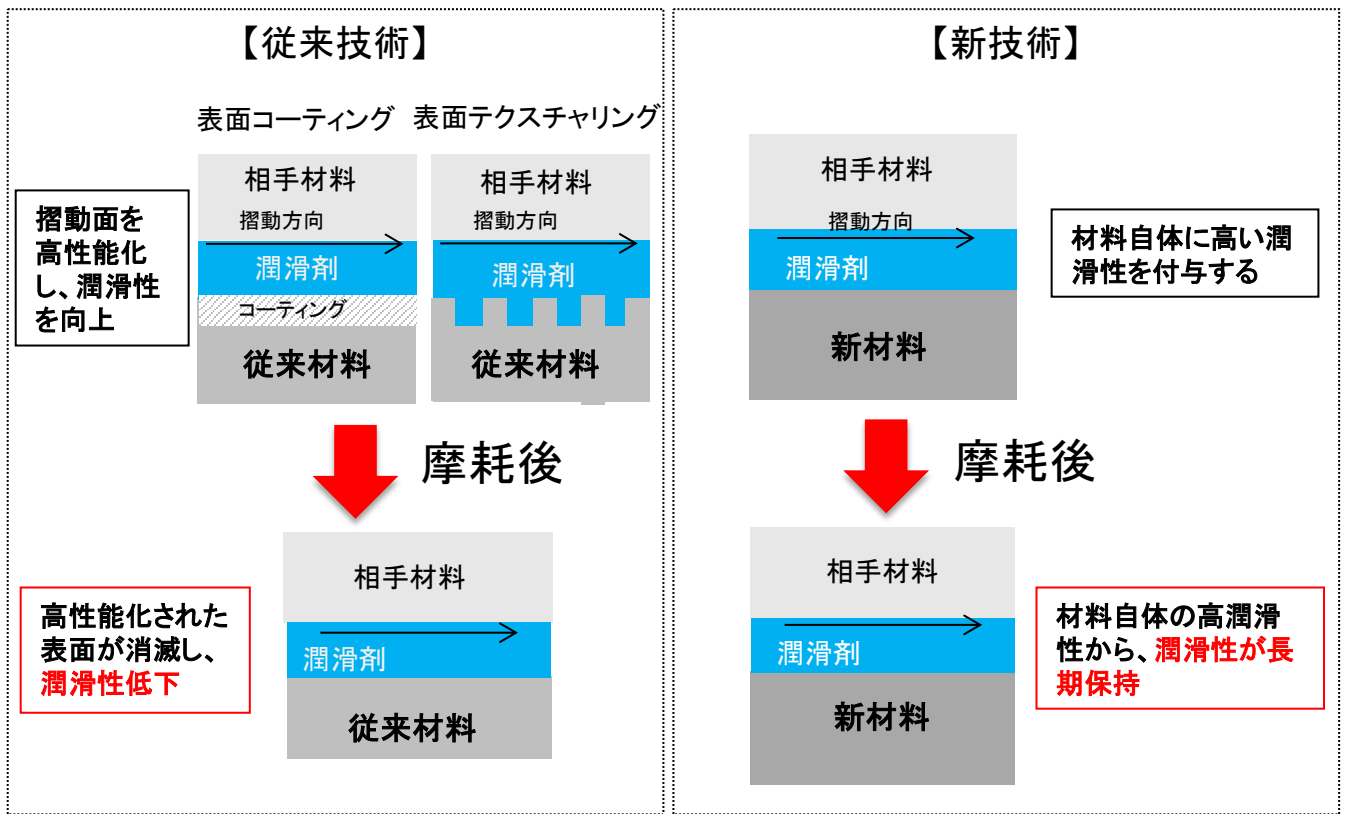 【従来技術】
表面コーティング
表面テクスチャリング
摺動面を
高性能化
し、潤滑性
を向上
相手材料
摺動方向
潤滑剤
コーティング
従来材料
相手材料
摺動方向
潤滑剤
従来材料
摩耗後
高性能化された
表面が消滅し、
潤滑性低下
相手材料
潤滑剤
従来材料
【新技術】
相手材料
摺動方向
潤滑剤
新材料
材料自体に高い潤
滑性を付与する
摩耗後
相手材料
潤滑剤
新材料
材料自体の高潤滑
性から、潤滑性が長
期保持